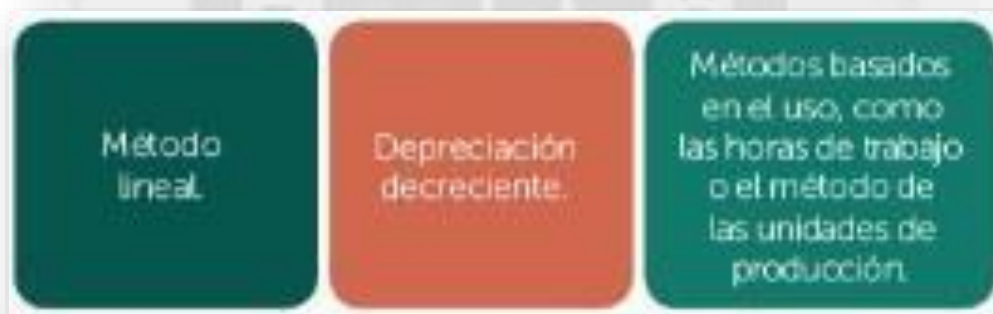 Método
lineal.
Depreciación
decreciente.
Métodos basados
en el uso, como
las horas de trabajo
o el método de
las unidades de
producción.